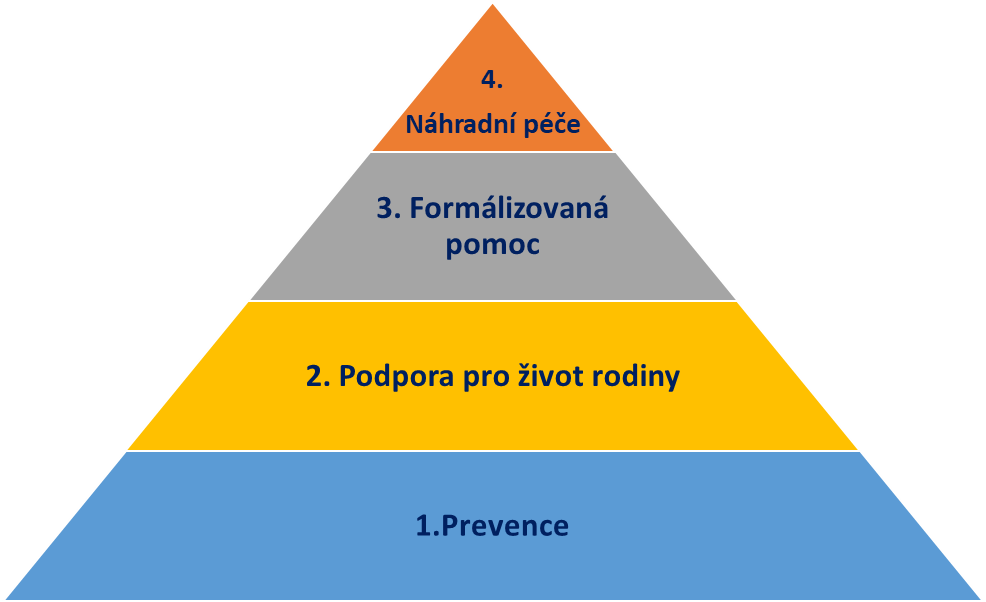 4.
Náhradní péče
3. Formálizovaná
pomoc
2. Podpora pro život rodiny
1.Prevence